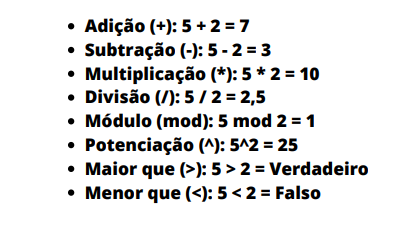 • Adição (+): 5 + 2 = 7
• Subtração (-): 5 - 2 = 3
• Multiplicação (*): 5 * 2 = 10
• Divisão (/): 5 / 2 = 2,5
• Módulo (mod): 5 mod 2 = 1
• Potenciação (^): 5^2 = 25
• Maior que (>): 5 > 2 = Verdadeiro
• Menor que (<): 5 < 2 = Falso